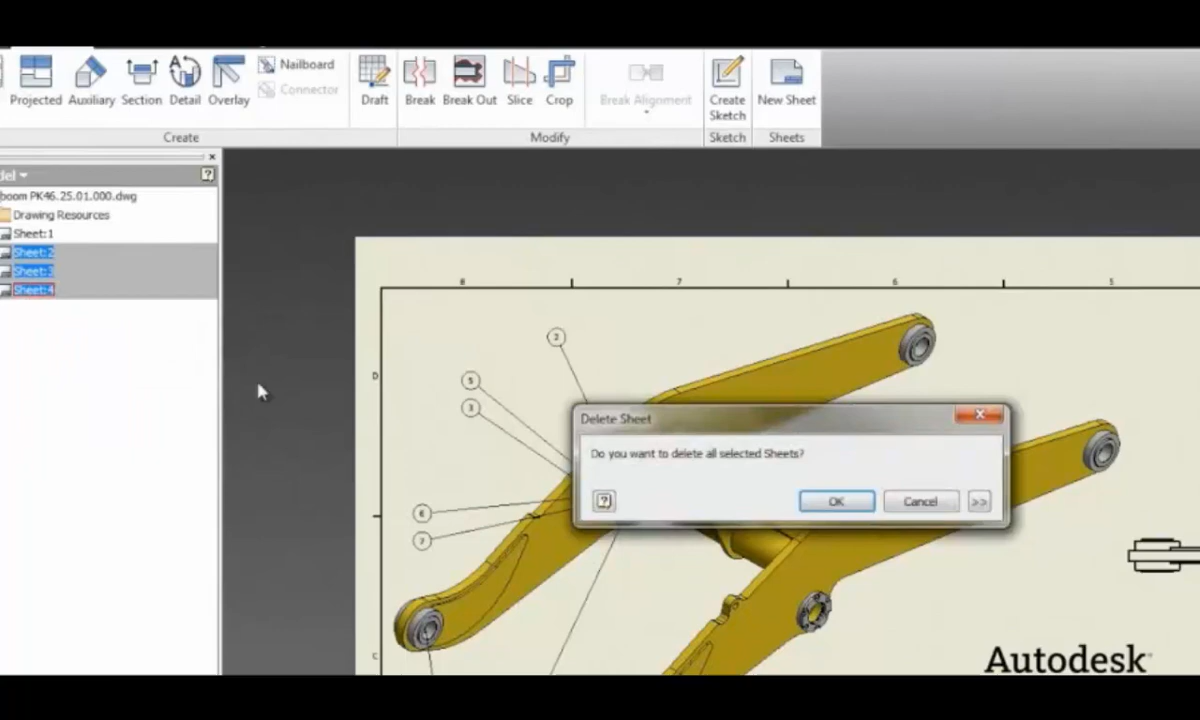 Projected Auxiliary Section Detail Overlay Nailboard Connector Draft Break Break Out Slice Crop Break Alignment Create Sketch New Sheet
Create Modify Sketch Sheets
boom PK46.25.01.000.dwg
Drawing Resources
Sheet:1
Sheet:2
Sheet:3
Sheet:4
8 7 6 5
D
2
5
3
Delete Sheet
Do you want to delete all selected Sheets?
OK Cancel >>
6
7
C
Autodesk